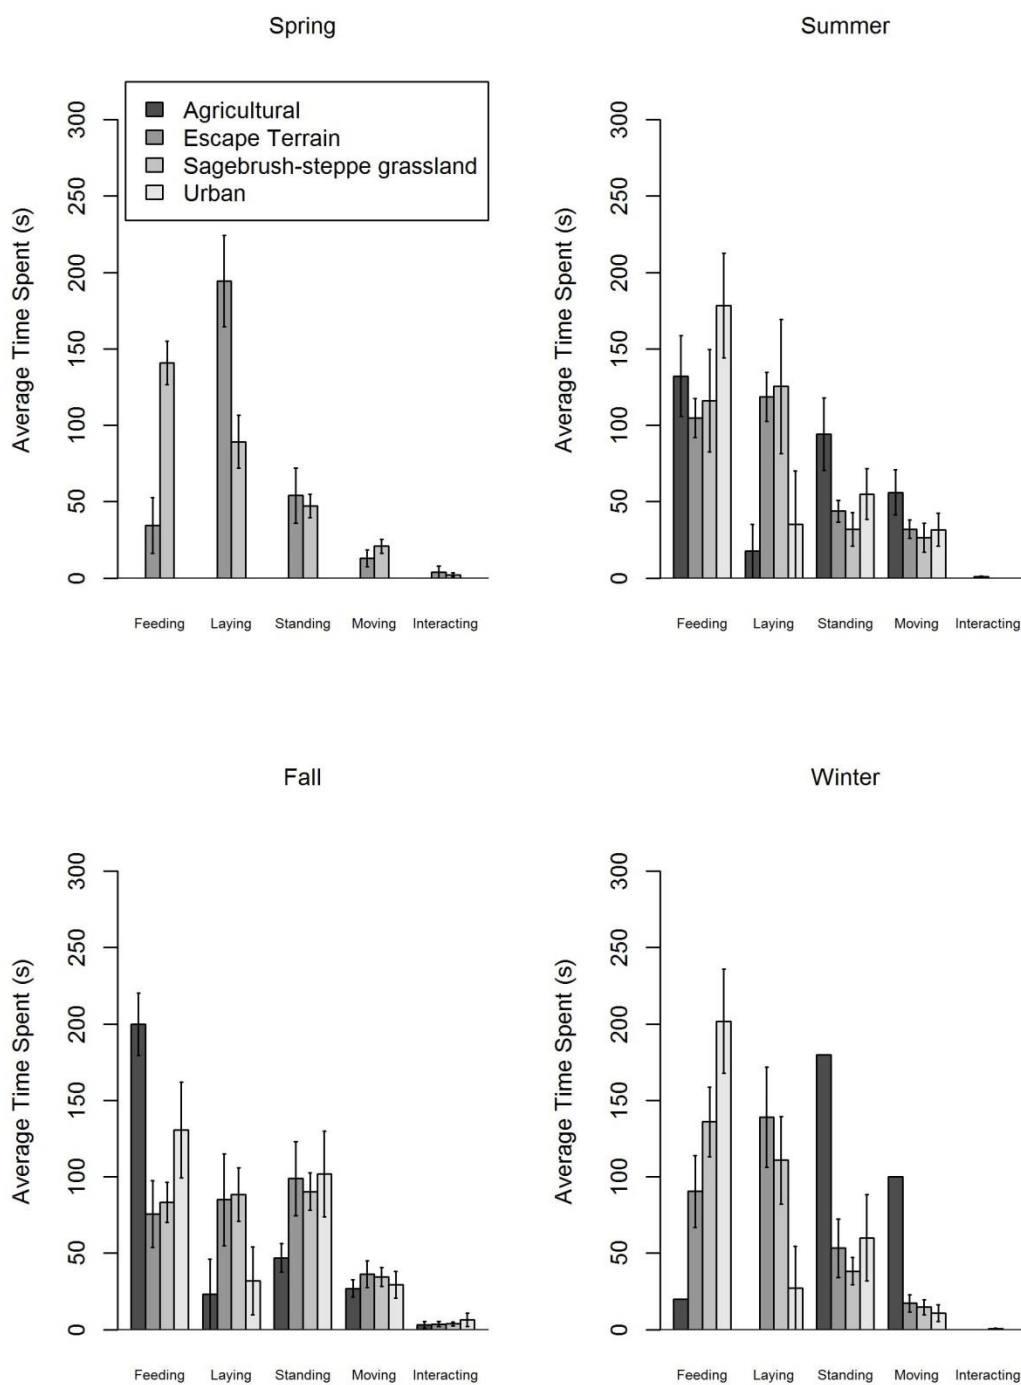 Spring
Agricultural
Escape Terrain
Sagebrush-steppe grassland
Urban
Average Time Spent (s)
300
250
200
150
100
50
0
Feeding Laying Standing Moving Interacting
Summer
Average Time Spent (s)
300
250
200
150
100
50
0
Feeding Laying Standing Moving Interacting
Fall
Average Time Spent (s)
300
250
200
150
100
50
0
Feeding Laying Standing Moving Interacting
Winter
Average Time Spent (s)
300
250
200
150
100
50
0
Feeding Laying Standing Moving Interacting